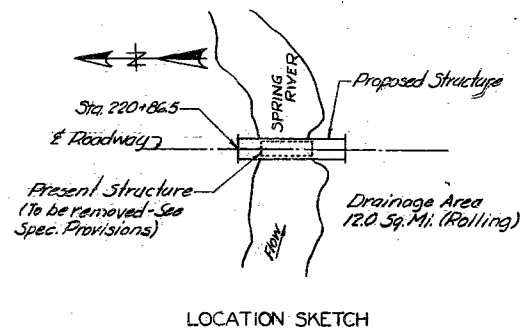 N
SPRING
RIVER
Proposed Structure
Sta. 220+86.5
℄ Roadway
Present Structure
(To be removed-See
Spec. Provisions)
Drainage Area
12.0 Sq. Mi. (Rolling)
Flow
LOCATION SKETCH